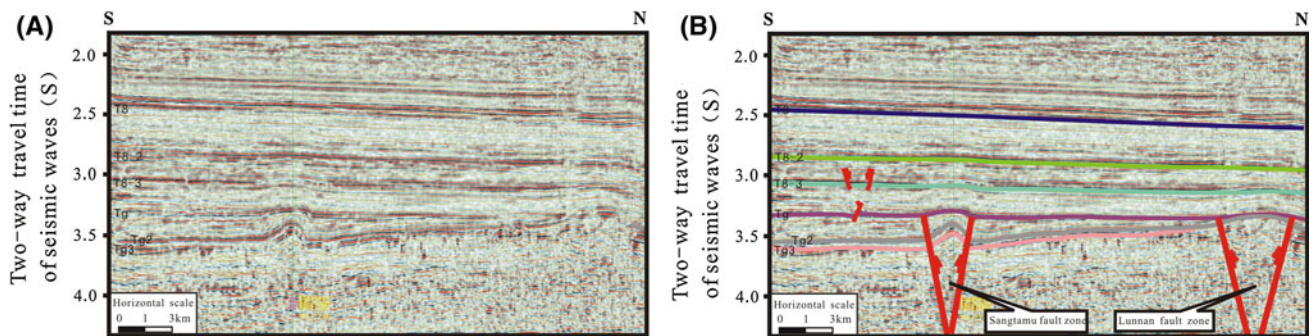 (A)
S
N
Two-way travel time
of seismic waves (S)
2.0
2.5
3.0
3.5
4.0
T8
T8-2
T8-3
Tg
Tg2
Tg3
Horizontal scale
0 1 3km
(B)
S
N
Two-way travel time
of seismic waves (S)
2.0
2.5
3.0
3.5
4.0
T8-2
T8-3
Tg
Tg2
Tg3
Horizontal scale
0 1 3km
Sangtamu fault zone
Lunnan fault zone